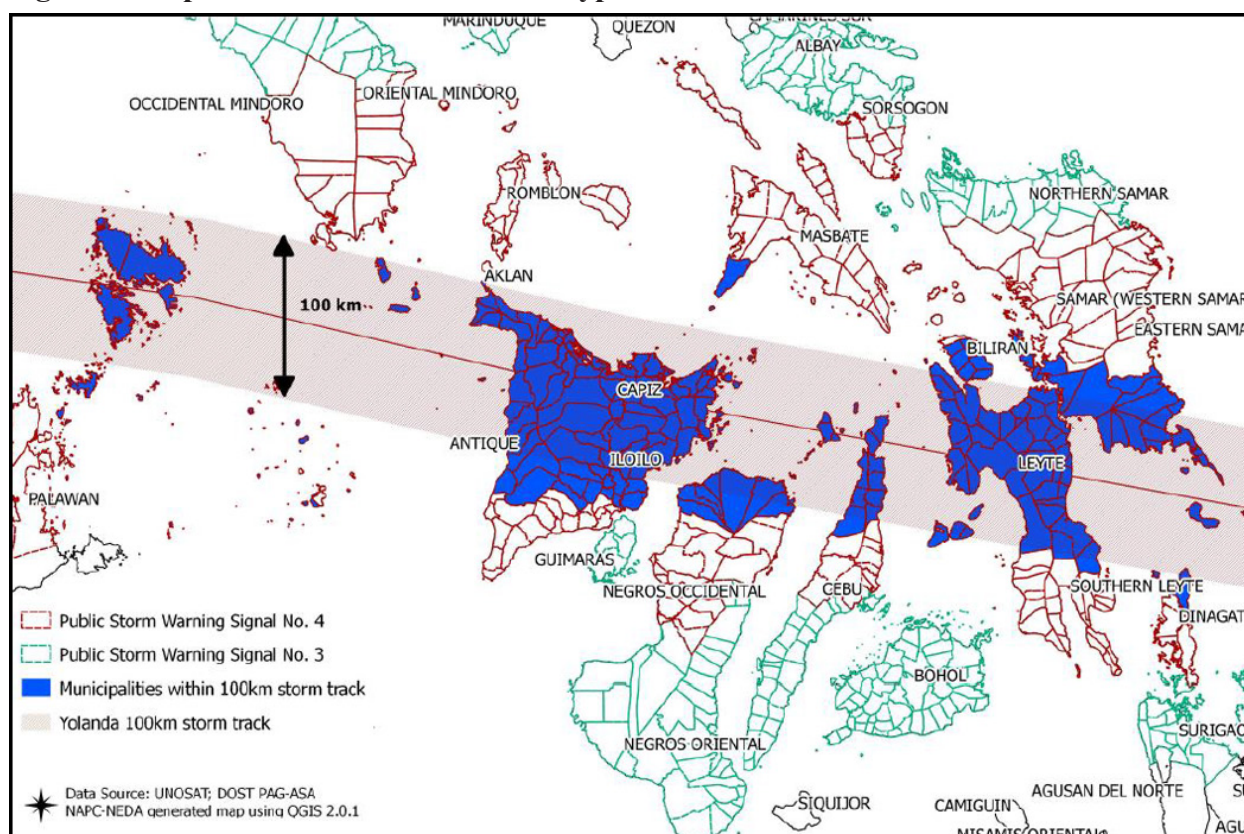 MARINDUQUE
QUEZON
ALBAY
OCCIDENTAL MINDORO
ORIENTAL MINDORO
SORSOGON
ROMBLON
NORTHERN SAMAR
MASBATE
AKLAN
100 km
SAMAR (WESTERN SAMAR
EASTERN SAMA
BILIRAN
CAPIZ
ANTIQUE
ILOILO
LEYTE
PALAWAN
GUIMARAS
NEGROS OCCIDENTAL
CEBU
SOUTHERN LEYTE
DINAGAT
BOHOL
SURIGAO
NEGROS ORIENTAL
AGUSAN DEL NORTE
SIQUIJOR
CAMIGUIN
MISAMIS ORIENTAL
AGU
Public Storm Warning Signal No. 4
Public Storm Warning Signal No. 3
Municipalities within 100km storm track
Yolanda 100km storm track
Data Source: UNOSAT; DOST PAG-ASA
NAPC-NEDA generated map using QGIS 2.0.1